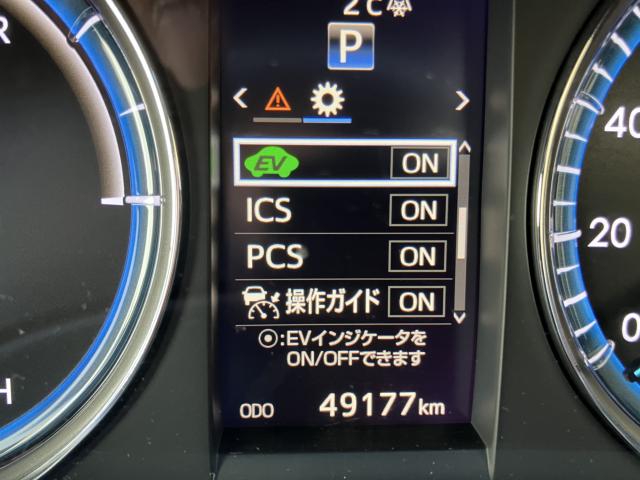 2℃
P
EV ON
ICS ON
PCS ON
操作ガイド ON
⦿:EVインジケータを
ON/OFFできます
ODO 49177km
R
H
40
20
0